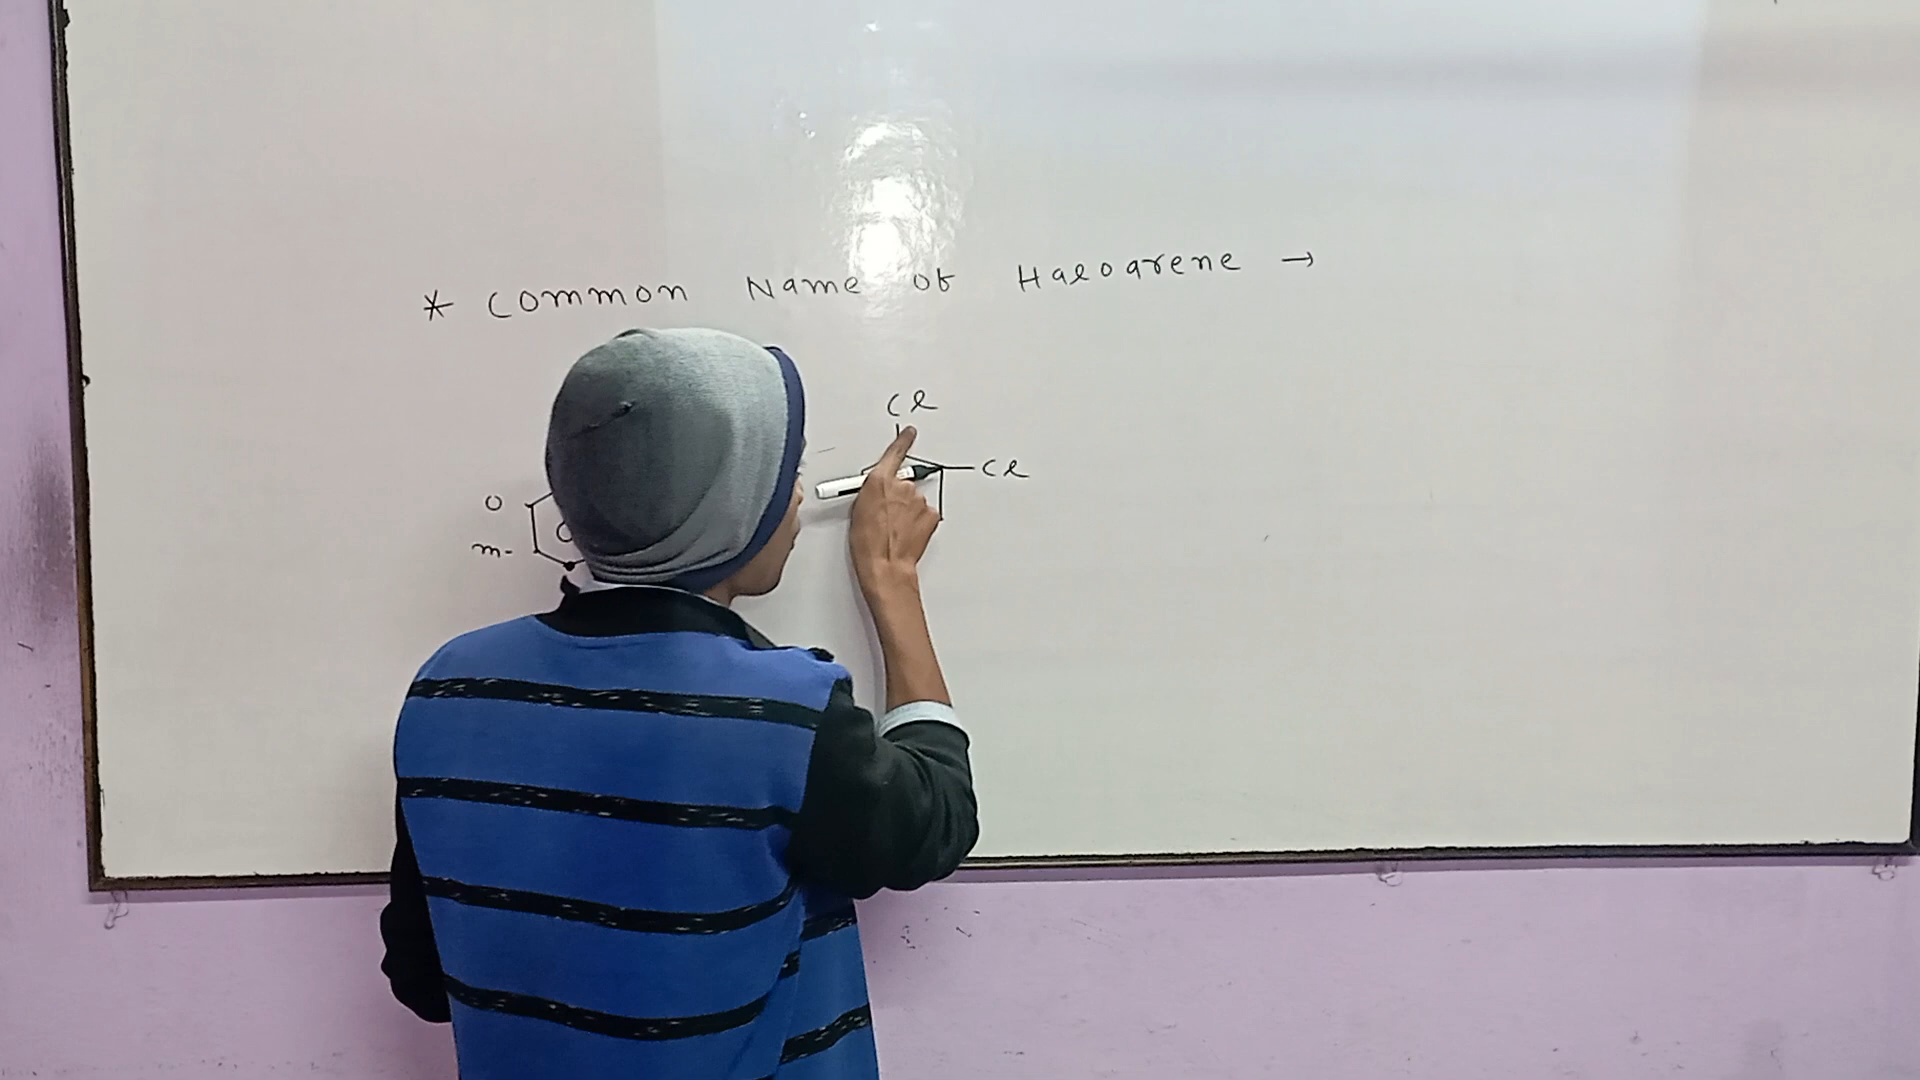 * Common Name of Haloarene →
Cl
Cl
o
m-